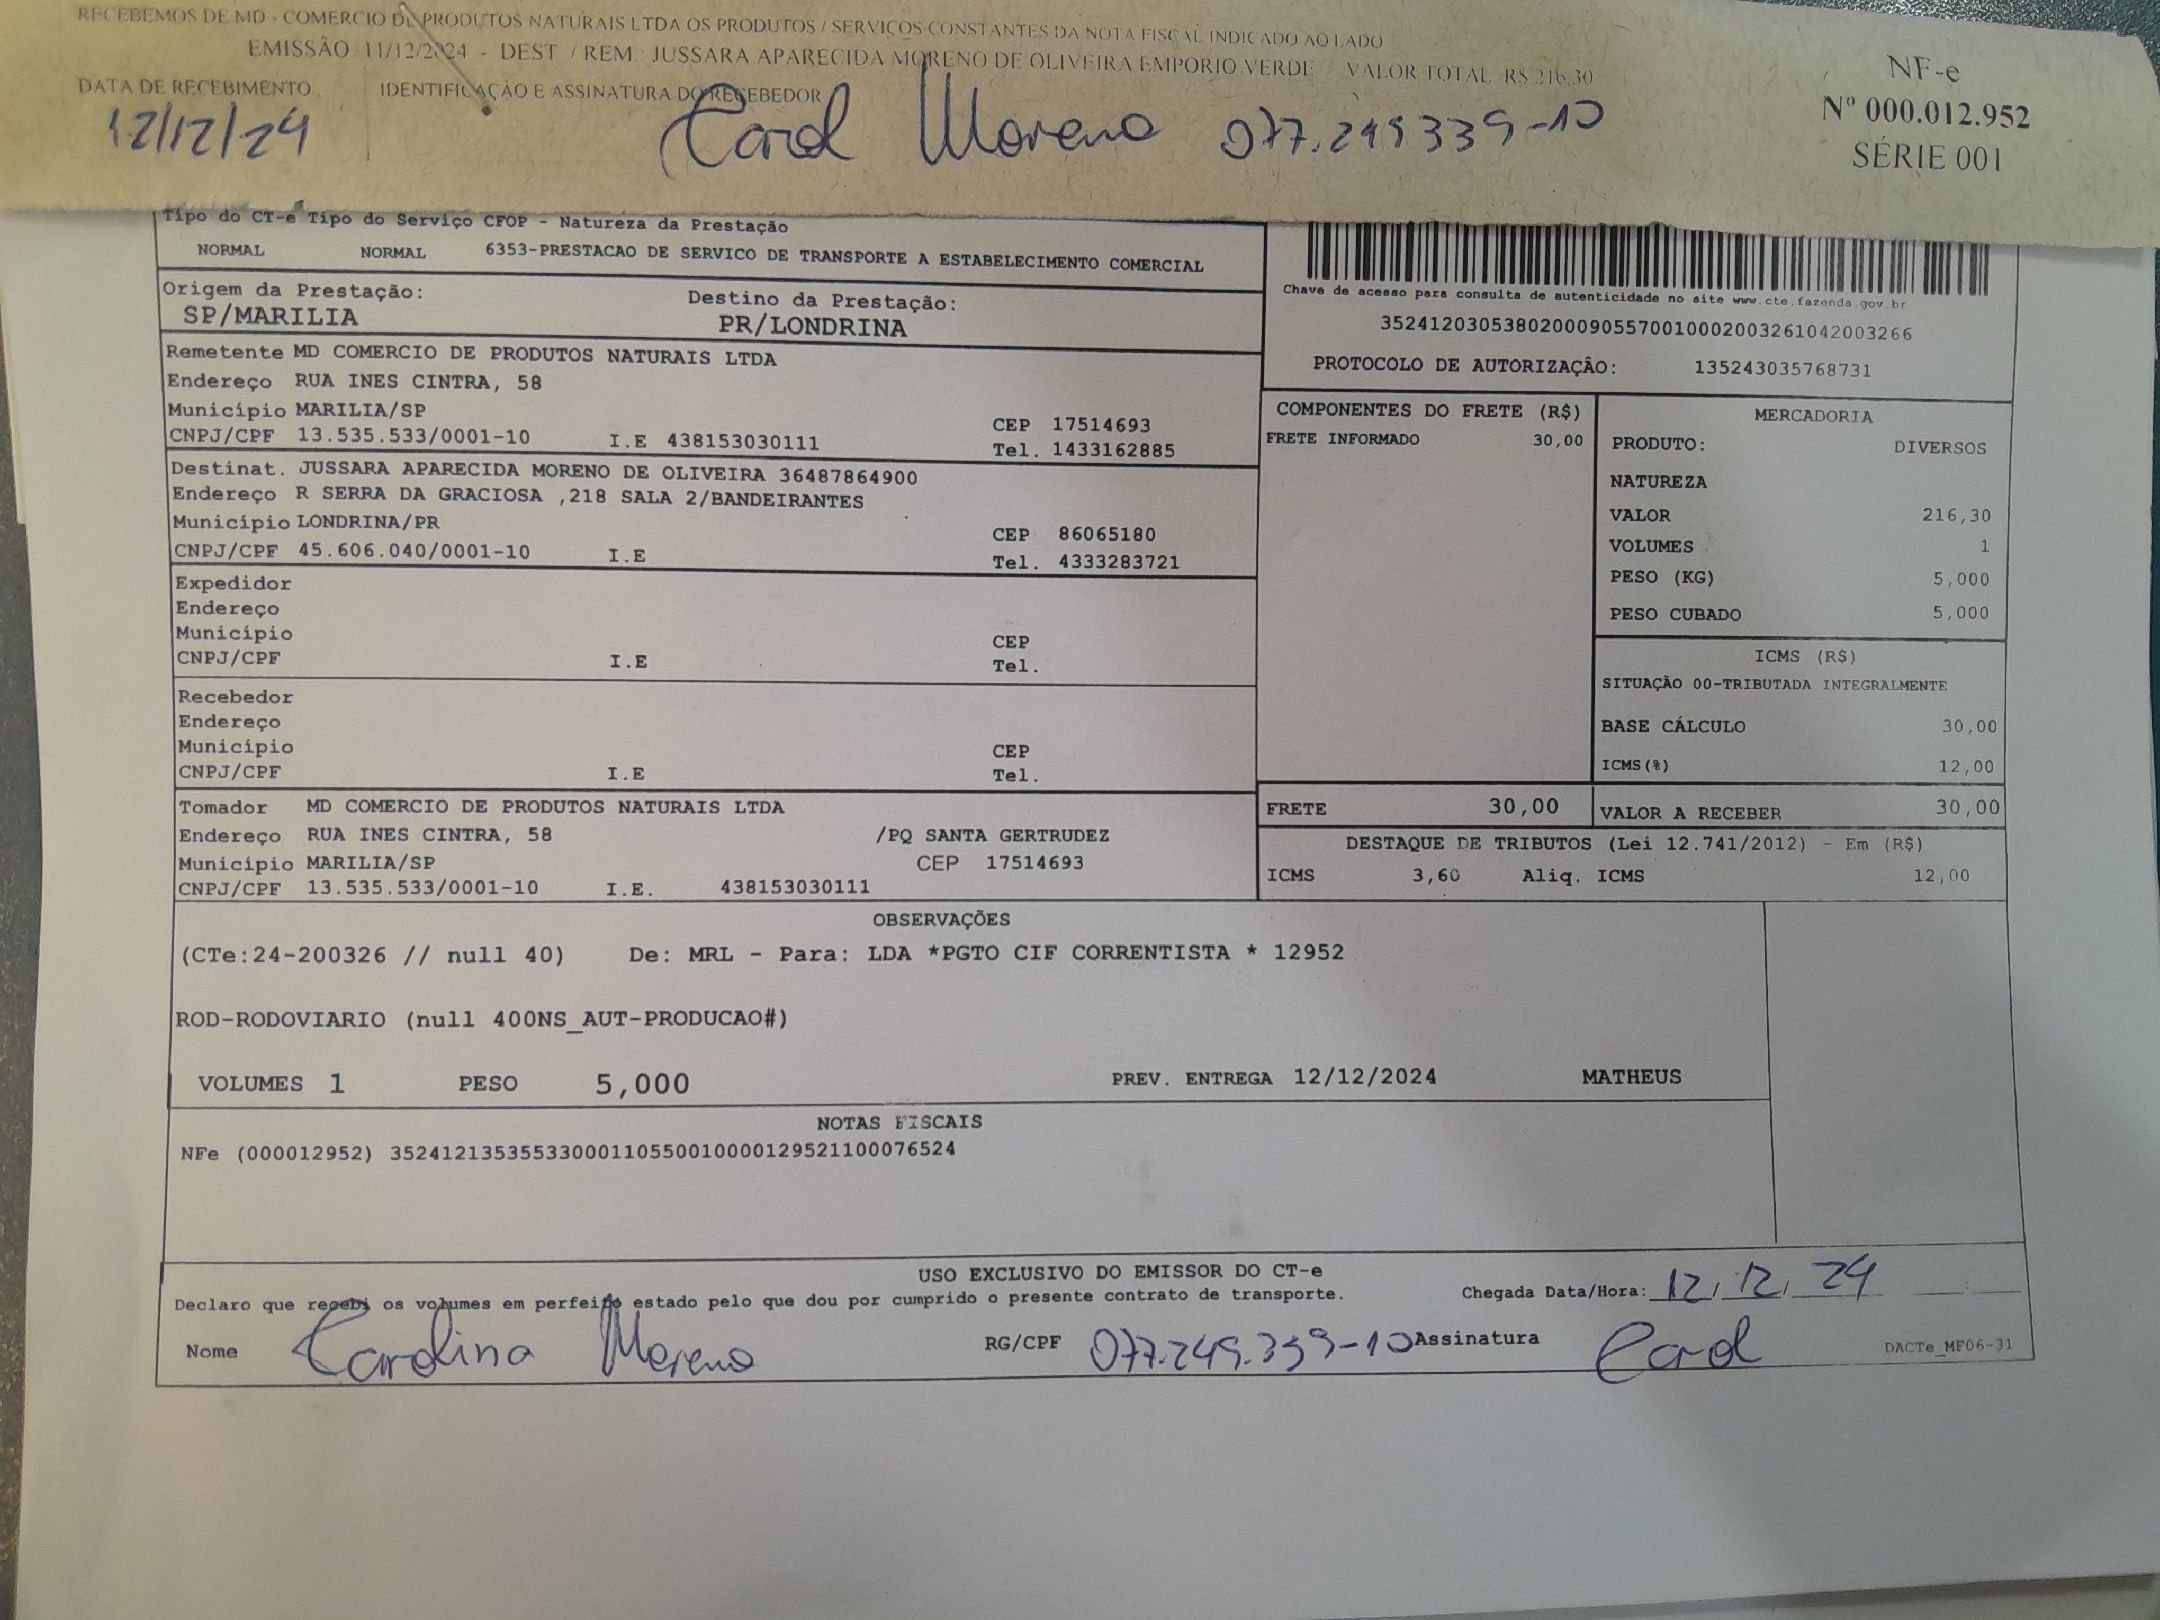 RECEBEMOS DE MD - COMERCIO DE PRODUTOS NATURAIS LTDA OS PRODUTOS / SERVIÇOS CONSTANTES DA NOTA FISCAL INDICADO AO LADO
EMISSÃO 11/12/2024 - DEST / REM: JUSSARA APARECIDA MORENO DE OLIVEIRA EMPORIO VERDE VALOR TOTAL R$ 216,30
NF-e
Nº 000.012.952
SÉRIE 001
DATA DE RECEBIMENTO IDENTIFICAÇÃO E ASSINATURA DO RECEBEDOR
12/12/24 Carol Moreno 077.249339-10
Tipo do CT-e Tipo do Serviço CFOP - Natureza da Prestação
NORMAL NORMAL 6353-PRESTACAO DE SERVICO DE TRANSPORTE A ESTABELECIMENTO COMERCIAL
Chave de acesso para consulta de autenticidade no site www.cte.fazenda.gov.br
35241203053802000905570010002003261042003266
PROTOCOLO DE AUTORIZAÇÃO: 135243035768731
Origem da Prestação: Destino da Prestação:
SP/MARILIA PR/LONDRINA
Remetente MD COMERCIO DE PRODUTOS NATURAIS LTDA
Endereço RUA INES CINTRA, 58
Município MARILIA/SP CEP 17514693
CNPJ/CPF 13.535.533/0001-10 I.E 438153030111 Tel. 1433162885
Destinat. JUSSARA APARECIDA MORENO DE OLIVEIRA 36487864900
Endereço R SERRA DA GRACIOSA ,218 SALA 2/BANDEIRANTES
Município LONDRINA/PR CEP 86065180
CNPJ/CPF 45.606.040/0001-10 I.E Tel. 4333283721
Expedidor
Endereço
Município CEP
CNPJ/CPF I.E Tel.
Recebedor
Endereço
Município CEP
CNPJ/CPF I.E Tel.
Tomador MD COMERCIO DE PRODUTOS NATURAIS LTDA
Endereço RUA INES CINTRA, 58 /PQ SANTA GERTRUDEZ
Município MARILIA/SP CEP 17514693
CNPJ/CPF 13.535.533/0001-10 I.E. 438153030111
COMPONENTES DO FRETE (R$)
FRETE INFORMADO 30,00
MERCADORIA
PRODUTO: DIVERSOS
NATUREZA
VALOR 216,30
VOLUMES 1
PESO (KG) 5,000
PESO CUBADO 5,000
ICMS (R$)
SITUAÇÃO 00-TRIBUTADA INTEGRALMENTE
BASE CÁLCULO 30,00
ICMS(%) 12,00
FRETE 30,00 VALOR A RECEBER 30,00
DESTAQUE DE TRIBUTOS (Lei 12.741/2012) - Em (R$)
ICMS 3,60 Aliq. ICMS 12,00
OBSERVAÇÕES
(CTe:24-200326 // null 40) De: MRL - Para: LDA *PGTO CIF CORRENTISTA * 12952
ROD-RODOVIARIO (null 400NS_AUT-PRODUCAO#)
VOLUMES 1 PESO 5,000 PREV. ENTREGA 12/12/2024 MATHEUS
NOTAS FISCAIS
NFe (000012952) 35241213535533000110550010000129521100076524
USO EXCLUSIVO DO EMISSOR DO CT-e
Declaro que recebi os volumes em perfeito estado pelo que dou por cumprido o presente contrato de transporte. Chegada Data/Hora: 12/12/24
Nome Carolina Moreno RG/CPF 077.249.339-10 Assinatura Carol DACTe_MF06-31